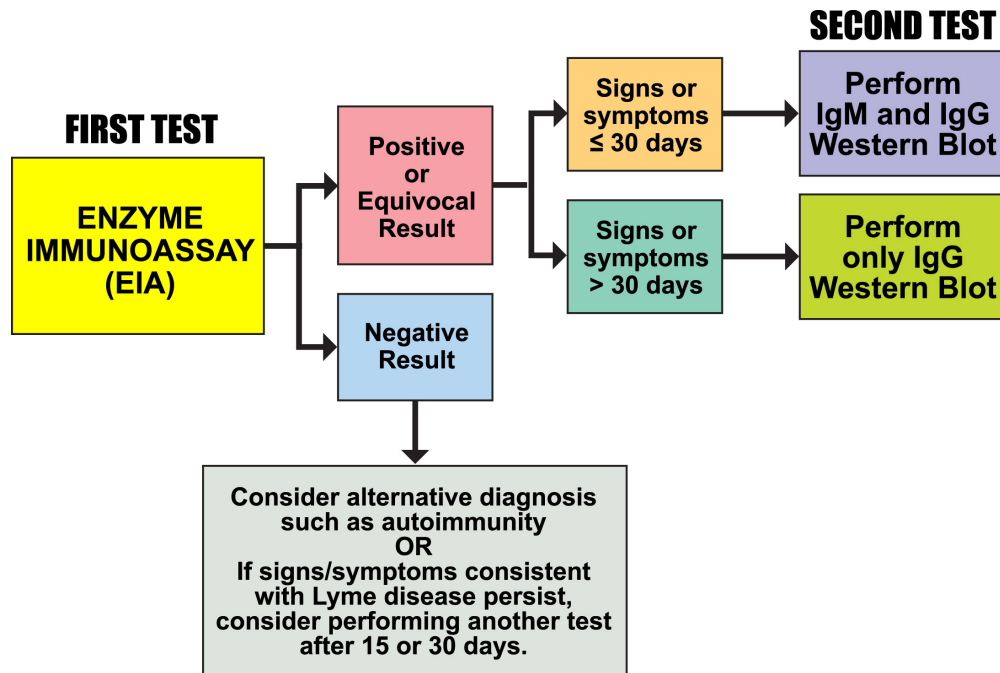 FIRST TEST
ENZYME
IMMUNOASSAY
(EIA)
Positive
or
Equivocal
Result
Negative
Result
Signs or
symptoms
≤ 30 days
Signs or
symptoms
> 30 days
SECOND TEST
Perform
IgM and IgG
Western Blot
Perform
only IgG
Western Blot
Consider alternative diagnosis
such as autoimmunity
OR
If signs/symptoms consistent
with Lyme disease persist,
consider performing another test
after 15 or 30 days.